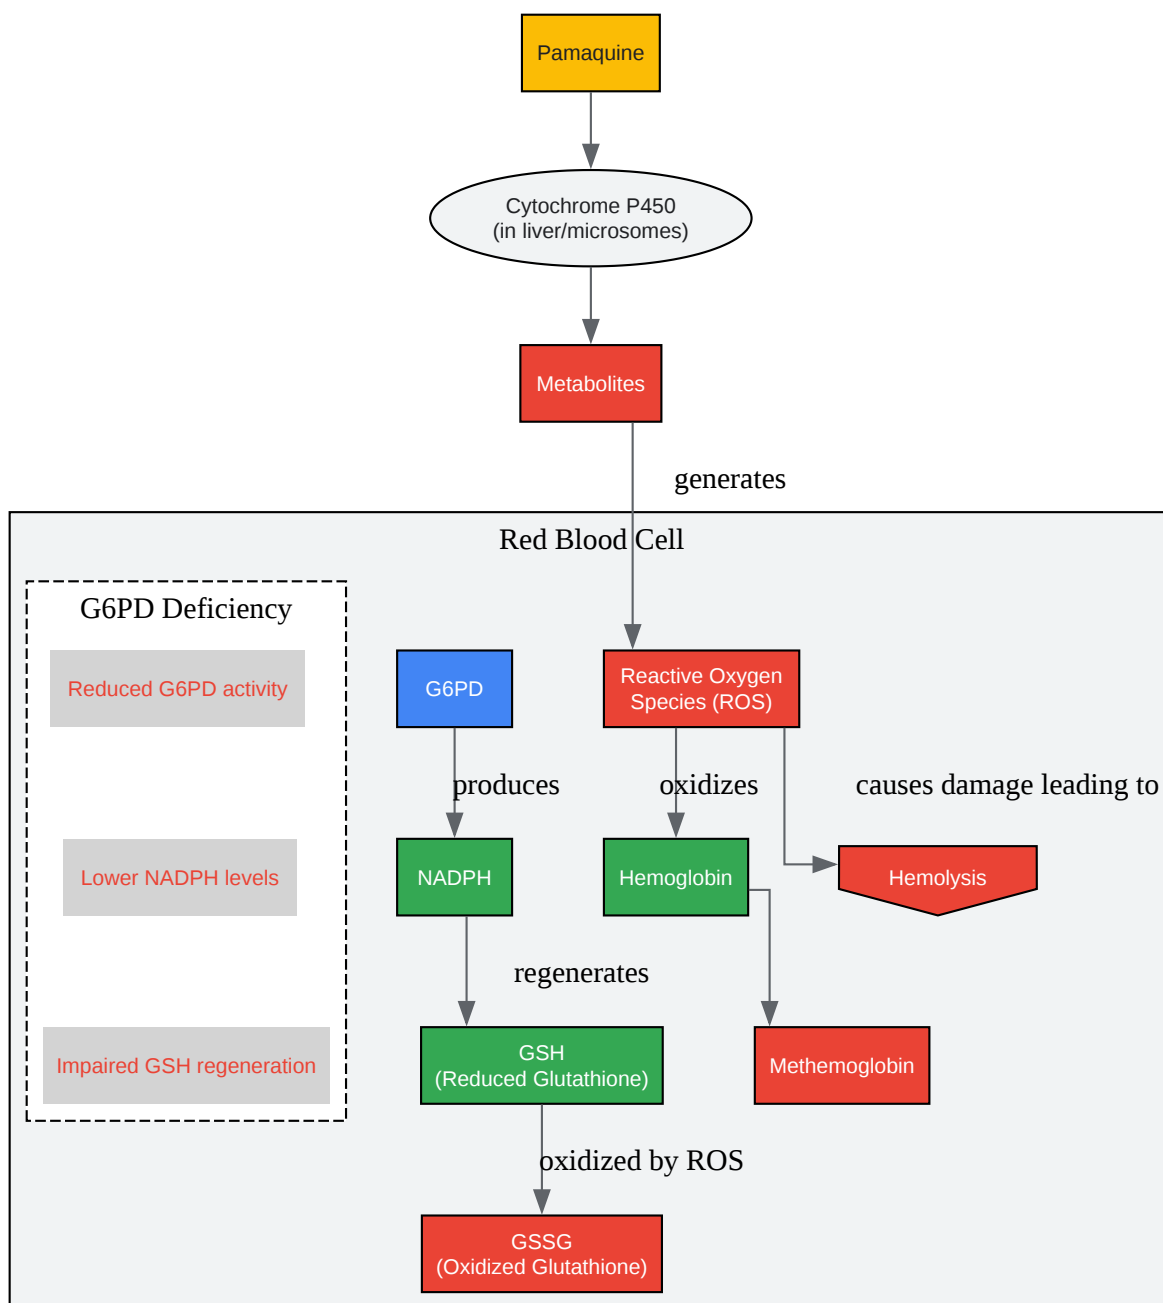 Pamaquine
Cytochrome P450
(in liver/microsomes)
Metabolites
generates
Red Blood Cell
G6PD Deficiency
Reduced G6PD activity
Lower NADPH levels
Impaired GSH regeneration
G6PD
produces
NADPH
regenerates
GSH
(Reduced Glutathione)
oxidized by ROS
GSSG
(Oxidized Glutathione)
Reactive Oxygen
Species (ROS)
oxidizes
Hemoglobin
Methemoglobin
causes damage leading to
Hemolysis